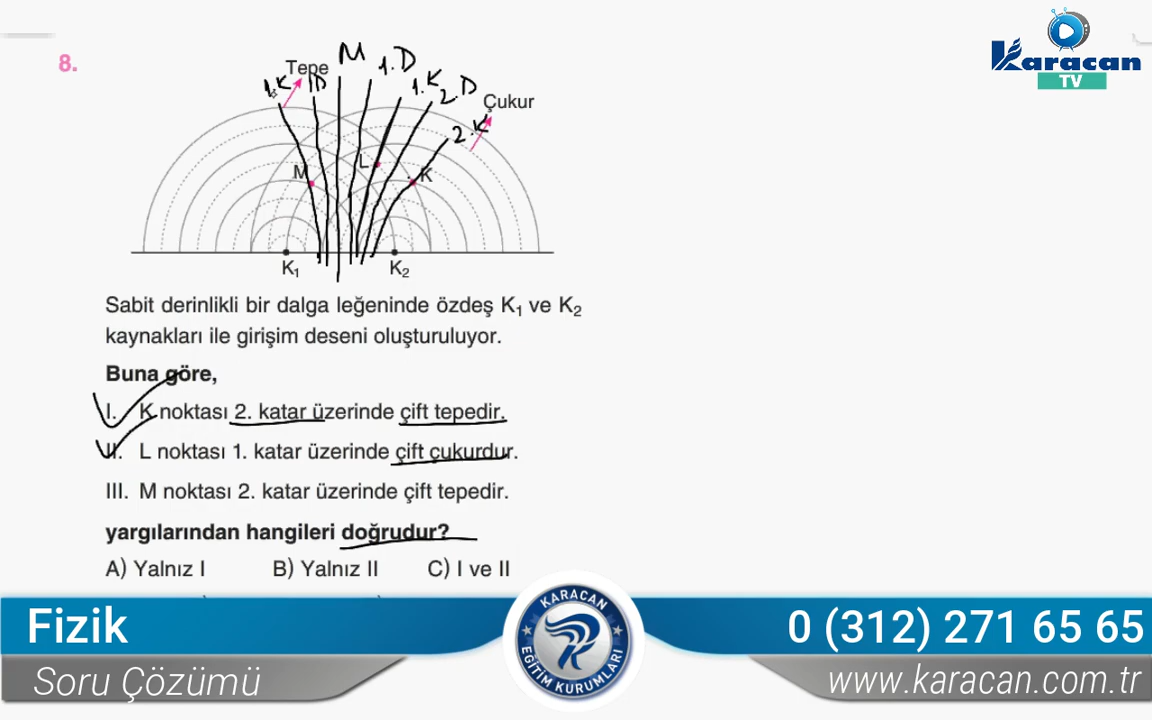 Karacan
TV
8.
Tepe
M
1.D
1.K
1D
1.K
2.D
Çukur
2.K
L
M
K
K₁
K₂
Sabit derinlikli bir dalga leğeninde özdeş K₁ ve K₂
kaynakları ile girişim deseni oluşturuluyor.
Buna göre,
I. K noktası 2. katar üzerinde çift tepedir.
II. L noktası 1. katar üzerinde çift çukurdur.
III. M noktası 2. katar üzerinde çift tepedir.
yargılarından hangileri doğrudur?
A) Yalnız I B) Yalnız II C) I ve II
Fizik
Soru Çözümü
KARACAN
EĞİTİM KURUMLARI
0 (312) 271 65 65
www.karacan.com.tr